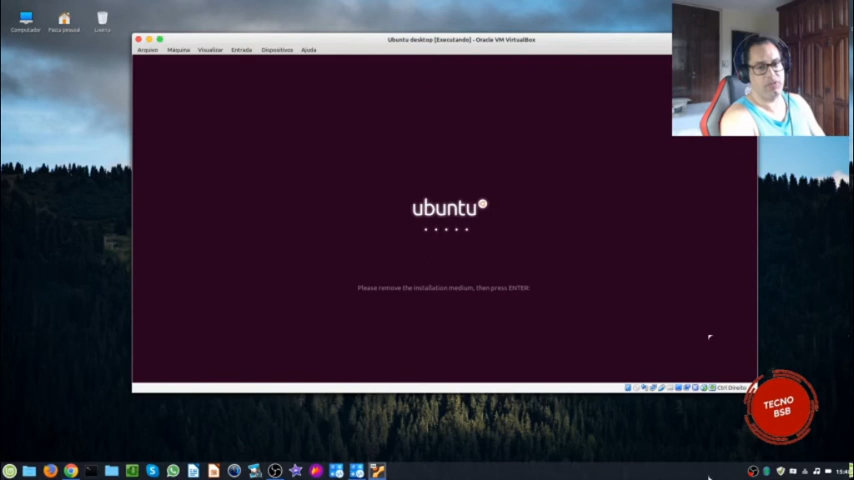 Computador
Pasta pessoal
Lixeira
Ubuntu desktop [Executando] - Oracle VM VirtualBox
Arquivo Máquina Visualizar Entrada Dispositivos Ajuda
ubuntu
Please remove the installation medium, then press ENTER:
Ctrl Direito
TECNO
BSB